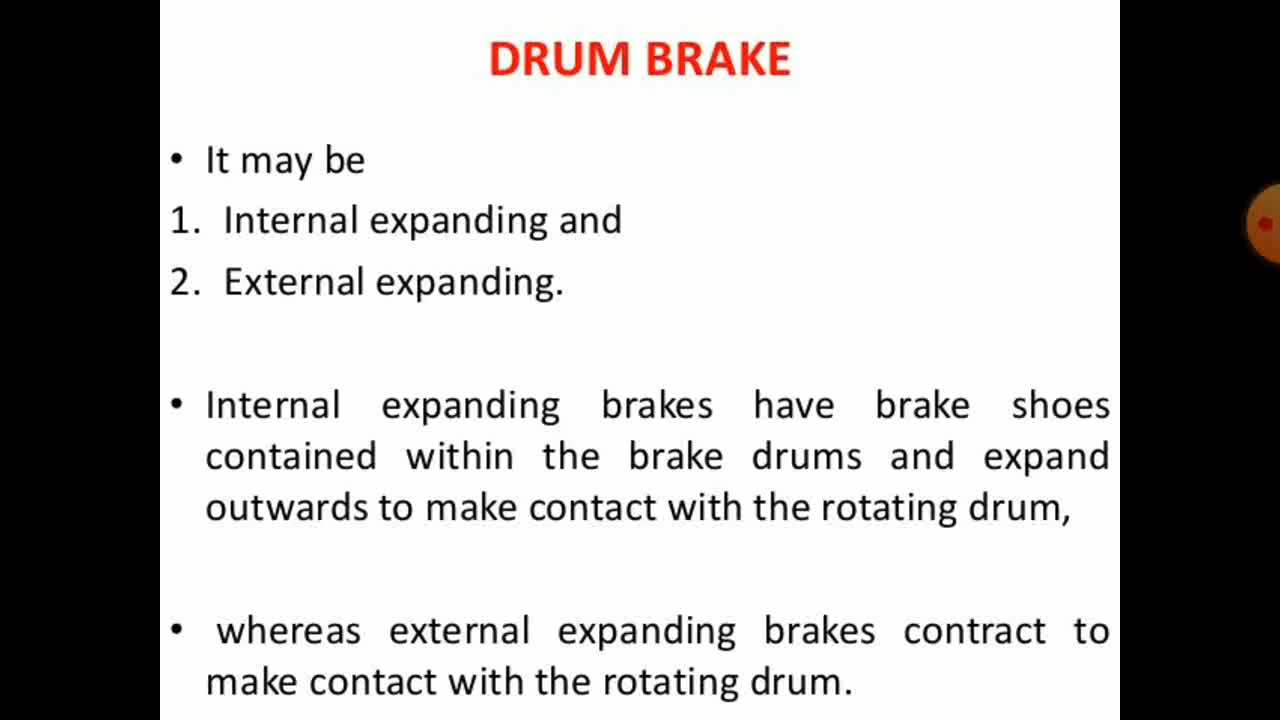 DRUM BRAKE
• It may be
1. Internal expanding and
2. External expanding.
• Internal expanding brakes have brake shoes
contained within the brake drums and expand
outwards to make contact with the rotating drum,
• whereas external expanding brakes contract to
make contact with the rotating drum.